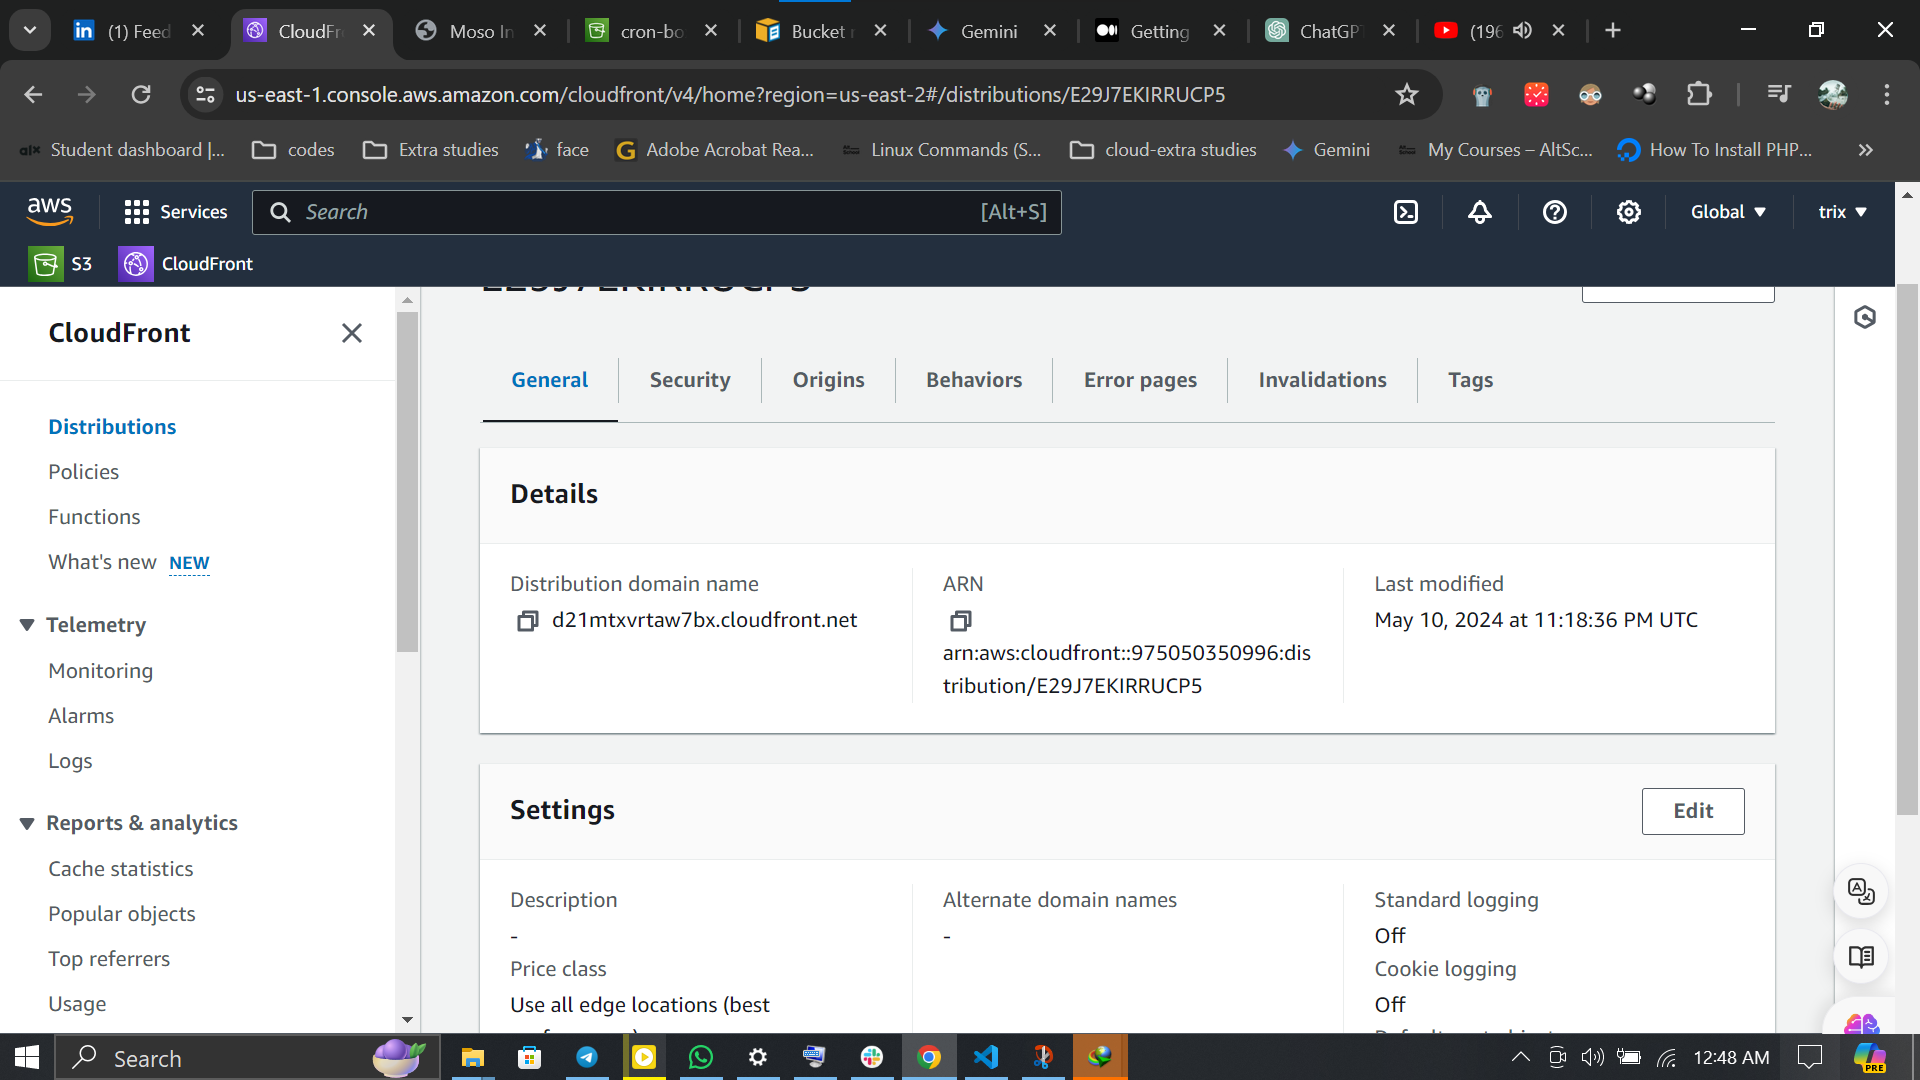 (1) Feed
CloudFr
Moso In
cron-bo
Bucket r
Gemini
Getting
ChatGPT
(196
us-east-1.console.aws.amazon.com/cloudfront/v4/home?region=us-east-2#/distributions/E29J7EKIRRUCP5
Student dashboard |...
codes
Extra studies
face
Adobe Acrobat Rea...
Linux Commands (S...
cloud-extra studies
Gemini
My Courses – AltSc...
How To Install PHP...
aws
Services
Search
[Alt+S]
Global
trix
S3
CloudFront
E29J7EKIRRUCP5
CloudFront
Distributions
Policies
Functions
What's new NEW
Telemetry
Monitoring
Alarms
Logs
Reports & analytics
Cache statistics
Popular objects
Top referrers
Usage
General
Security
Origins
Behaviors
Error pages
Invalidations
Tags
Details
Distribution domain name
d21mtxvrtaw7bx.cloudfront.net
ARN
arn:aws:cloudfront::975050350996:dis
tribution/E29J7EKIRRUCP5
Last modified
May 10, 2024 at 11:18:36 PM UTC
Settings
Edit
Description
-
Price class
Use all edge locations (best
Alternate domain names
-
Standard logging
Off
Cookie logging
Off
Search
12:48 AM
PRE